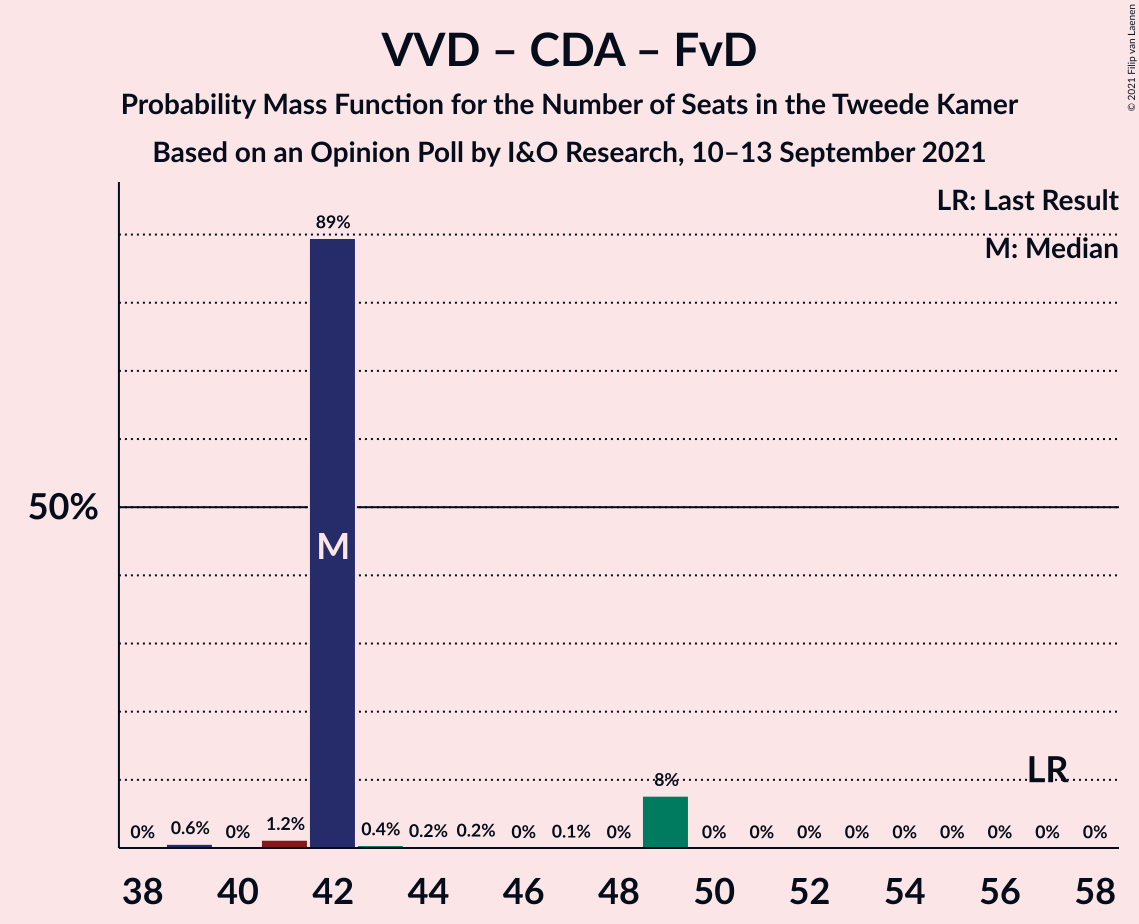 © 2021 Filip van Laenen
VVD – CDA – FvD
Probability Mass Function for the Number of Seats in the Tweede Kamer
Based on an Opinion Poll by I&O Research, 10–13 September 2021
LR: Last Result
M: Median
89%
50%
M
LR
0% 0.6% 0% 1.2% 0.4% 0.2% 0.2% 0% 0.1% 0% 8% 0% 0% 0% 0% 0% 0% 0% 0% 0%
38 40 42 44 46 48 50 52 54 56 58